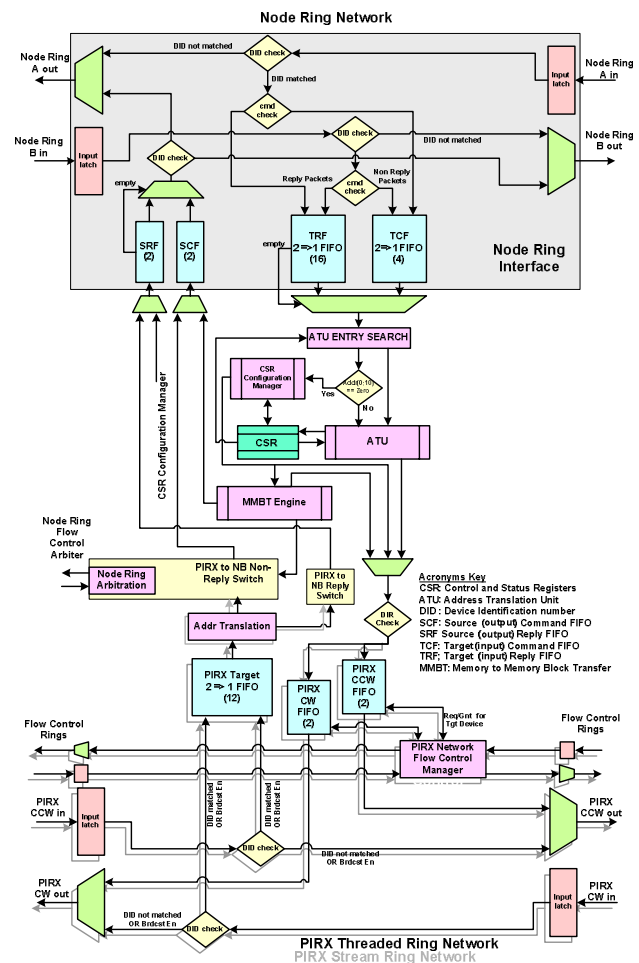 Node Ring Network
Node Ring
A out
DID not matched
DID check
Input
latch
Node Ring
A in
DID matched
cmd
check
Node Ring
B in
Input
latch
DID check
DID not matched
Node Ring
B out
DID check
empty
Reply Packets
cmd
check
Non Reply
Packets
SRF
(2)
SCF
(2)
empty
TRF
2=>1 FIFO
(16)
TCF
2=>1 FIFO
(4)
Node Ring
Interface
ATU ENTRY SEARCH
CSR
Configuration
Manager
Yes
Add(0:10)
== Zero
No
CSR
ATU
CSR Configuration Manager
MMBT Engine
Node Ring
Flow
Control
Arbiter
PIRX to NB Non-
Reply Switch
Node Ring
Arbitration
PIRX to
NB Reply
Switch
Addr Translation
DIR
Check
Acronyms Key
CSR: Control and Status Registers
ATU: Address Translation Unit
DID : Device Identification number
SCF: Source (output) Command FIFO
SRF Source (output) Reply FIFO
TCF: Target(input) Command FIFO
TRF: Target (input) Reply FIFO
MMBT: Memory to Memory Block Transfer
PIRX Target
2=> 1 FIFO
(12)
PIRX
CW
FIFO
(2)
PIRX
CCW
FIFO
(2)
Req/Gnt for
Tgt Device
Flow Control
Rings
PIRX Network
Flow Control
Manager
Flow Control
Rings
PIRX
CCW in
Input
latch
DID matched
OR Brdcst En
DID matched
OR Brdcst En
DID check
DID not matched
OR Brdcst En
PIRX
CCW out
PIRX
CW out
DID not matched
OR Brdcst En
DID check
Input
latch
PIRX
CW in
PIRX Threaded Ring Network
PIRX Stream Ring Network